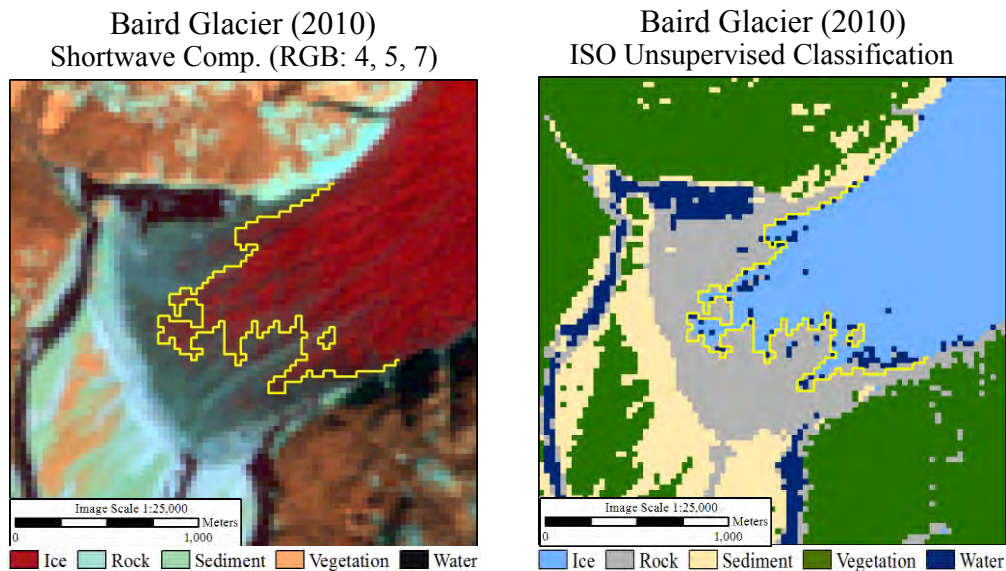 Baird Glacier (2010)
Shortwave Comp. (RGB: 4, 5, 7)
Image Scale 1:25,000
Meters
0 1,000
Ice Rock Sediment Vegetation Water
Baird Glacier (2010)
ISO Unsupervised Classification
Image Scale 1:25,000
Meters
0 1,000
Ice Rock Sediment Vegetation Water